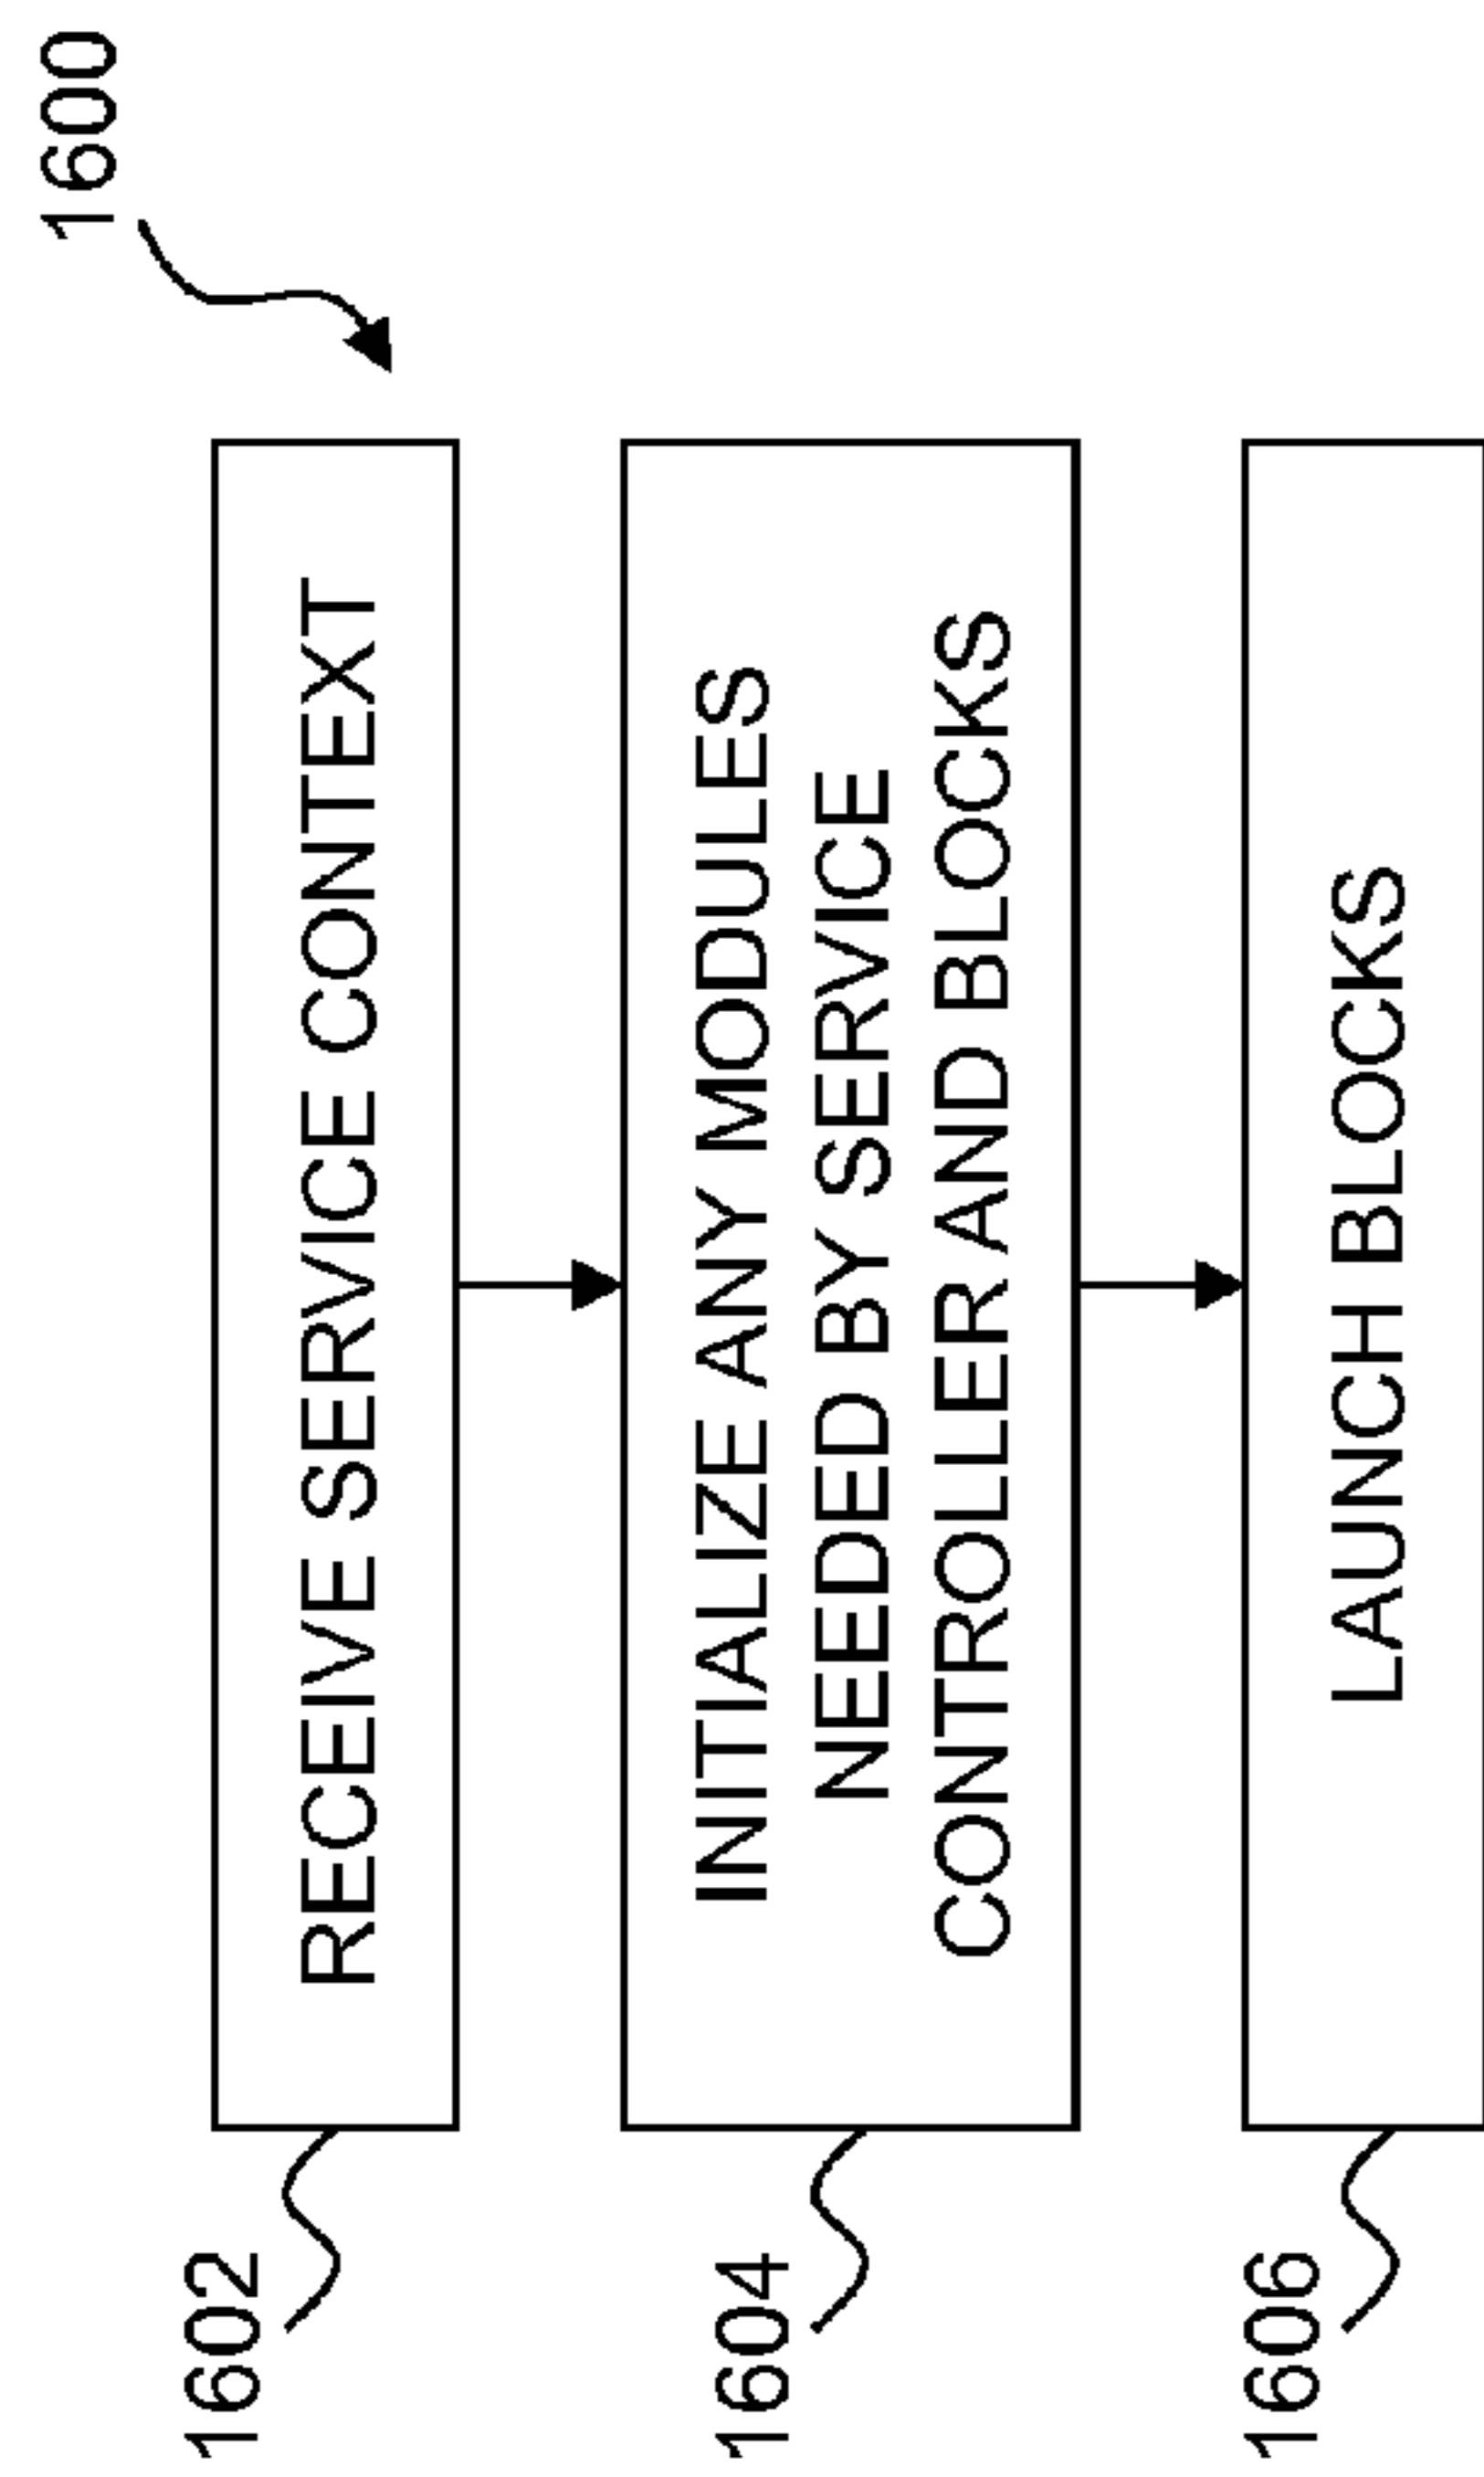 1600
1602
RECEIVE SERVICE CONTEXT
1604
INITIALIZE ANY MODULES
NEEDED BY SERVICE
CONTROLLER AND BLOCKS
1606
LAUNCH BLOCKS